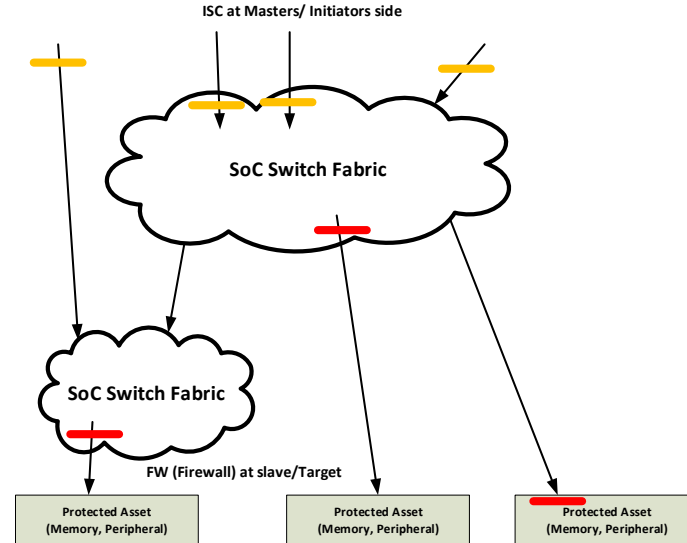 ISC at Masters/ Initiators side
SoC Switch Fabric
SoC Switch Fabric
FW (Firewall) at slave/Target
Protected Asset
(Memory, Peripheral)
Protected Asset
(Memory, Peripheral)
Protected Asset
(Memory, Peripheral)